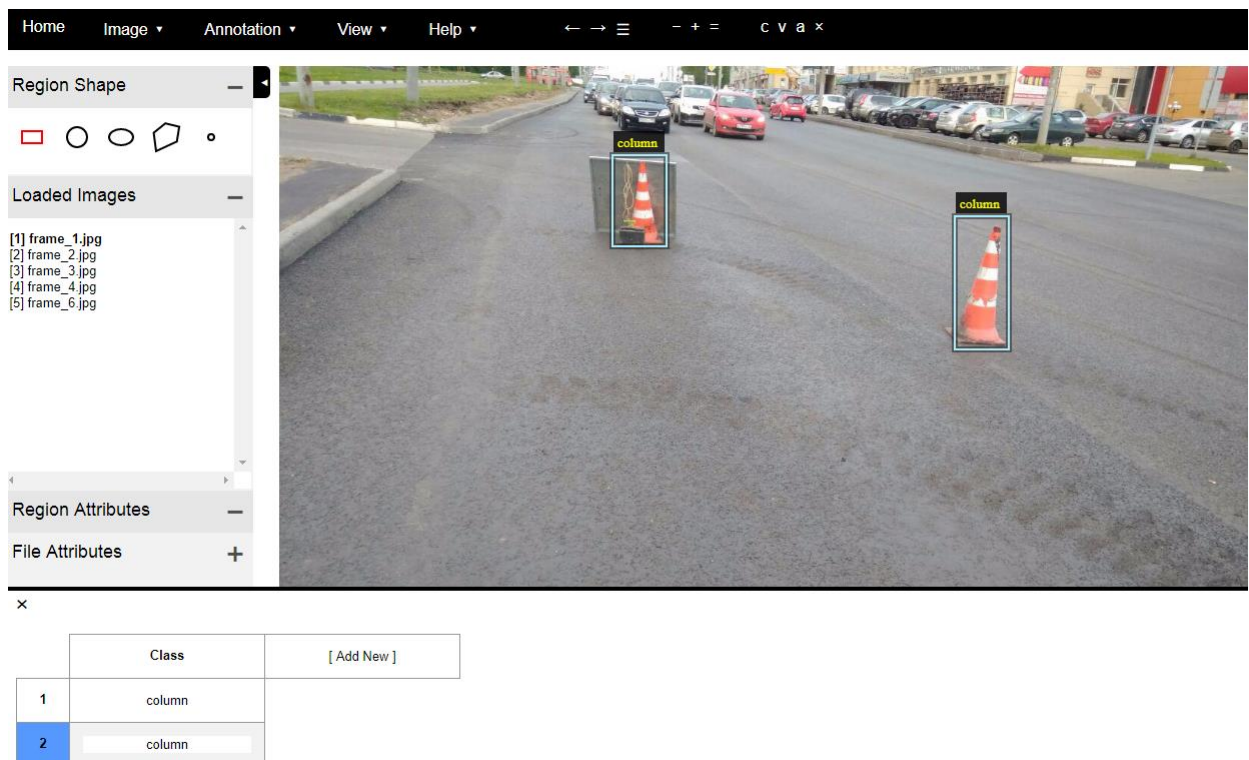 Home Image ▾ Annotation ▾ View ▾ Help ▾ ← → ☰ − + = c v a ×
Region Shape −
Loaded Images −
[1] frame_1.jpg
[2] frame_2.jpg
[3] frame_3.jpg
[4] frame_4.jpg
[5] frame_6.jpg
Region Attributes −
File Attributes +
column
column
×
Class [ Add New ]
1 column
2 column